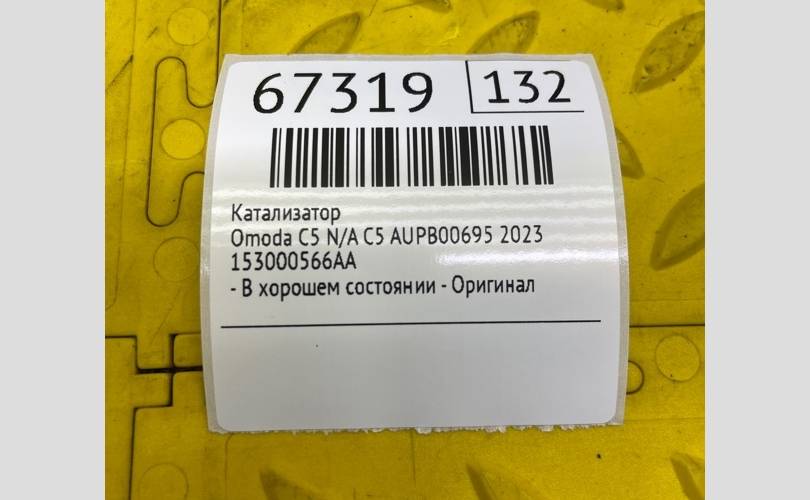 67319 132
Катализатор
Omoda C5 N/A C5 AUPB00695 2023
153000566AA
- В хорошем состоянии - Оригинал